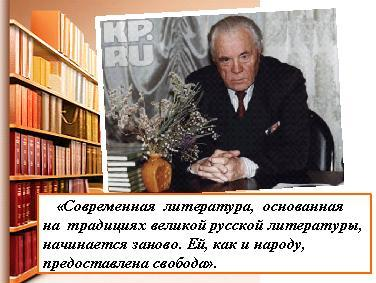 KP.
RU
«Современная литература, основанная
на традициях великой русской литературы,
начинается заново. Ей, как и народу,
предоставлена свобода».